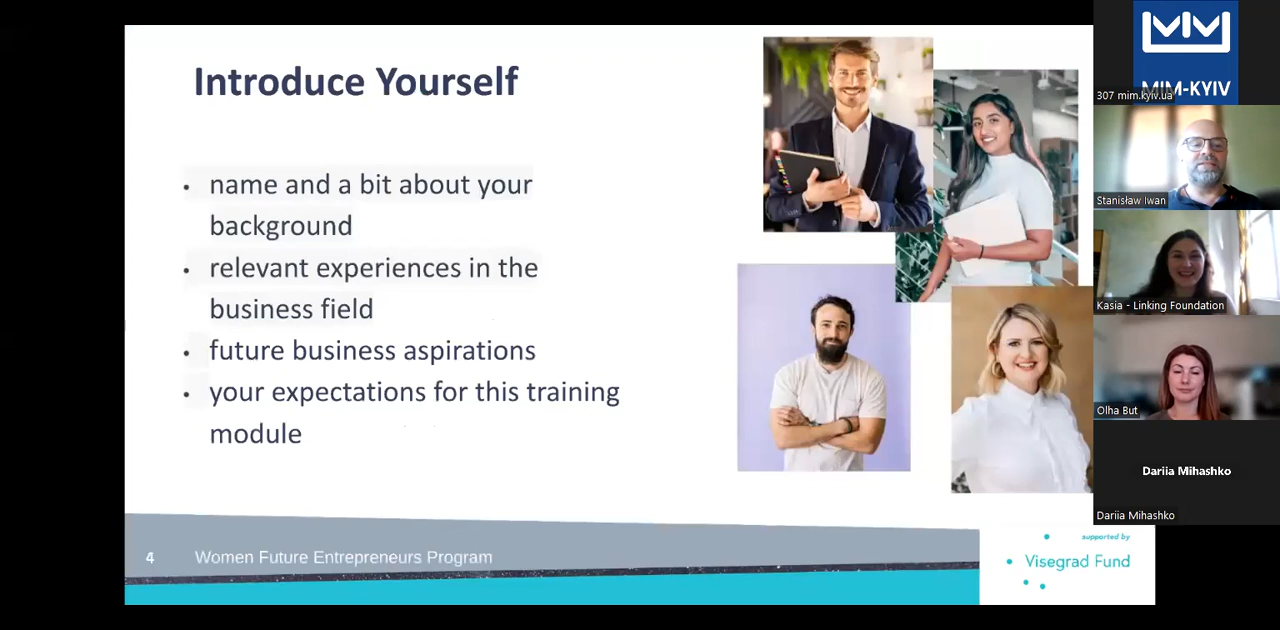 Introduce Yourself
• name and a bit about your
background
• relevant experiences in the
business field
• future business aspirations
• your expectations for this training
module
4 Women Future Entrepreneurs Program
supported by
Visegrad Fund
MIM-KYIV
307 mim.kyiv.ua
Stanisław Iwan
Kasia - Linking Foundation
Olha But
Dariia Mihashko
Dariia Mihashko